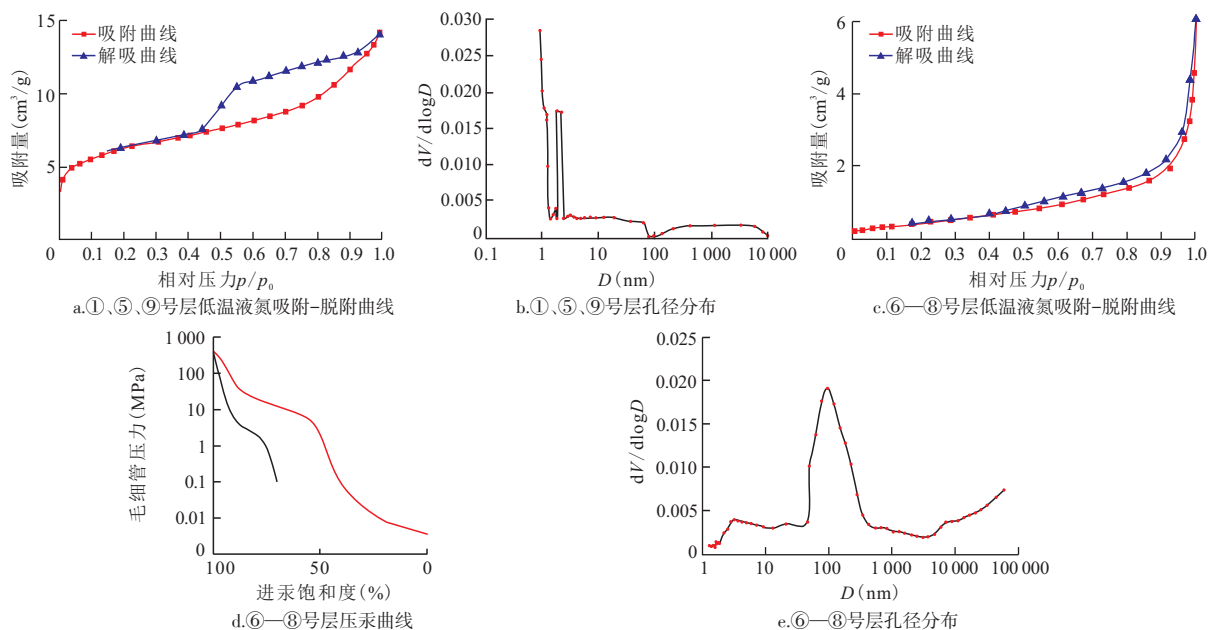 15
10
5
0
吸附量(cm³/g)
吸附曲线
解吸曲线
0 0.1 0.2 0.3 0.4 0.5 0.6 0.7 0.8 0.9 1.0
相对压力p/p₀
a.①、⑤、⑨号层低温液氮吸附-脱附曲线
0.030
0.025
0.020
0.015
0.010
0.005
0
dV/dlogD
0.1 1 10 100 1 000 10 000
D(nm)
b.①、⑤、⑨号层孔径分布
6
4
2
0
吸附量(cm³/g)
吸附曲线
解吸曲线
0 0.1 0.2 0.3 0.4 0.5 0.6 0.7 0.8 0.9 1.0
相对压力p/p₀
c.⑥—⑧号层低温液氮吸附-脱附曲线
1 000
100
10
1
0.1
0.01
0
毛细管压力(MPa)
100 50 0
进汞饱和度(%)
d.⑥—⑧号层压汞曲线
0.025
0.020
0.015
0.010
0.005
0
dV/dlogD
1 10 100 1 000 10 000 100 000
D(nm)
e.⑥—⑧号层孔径分布